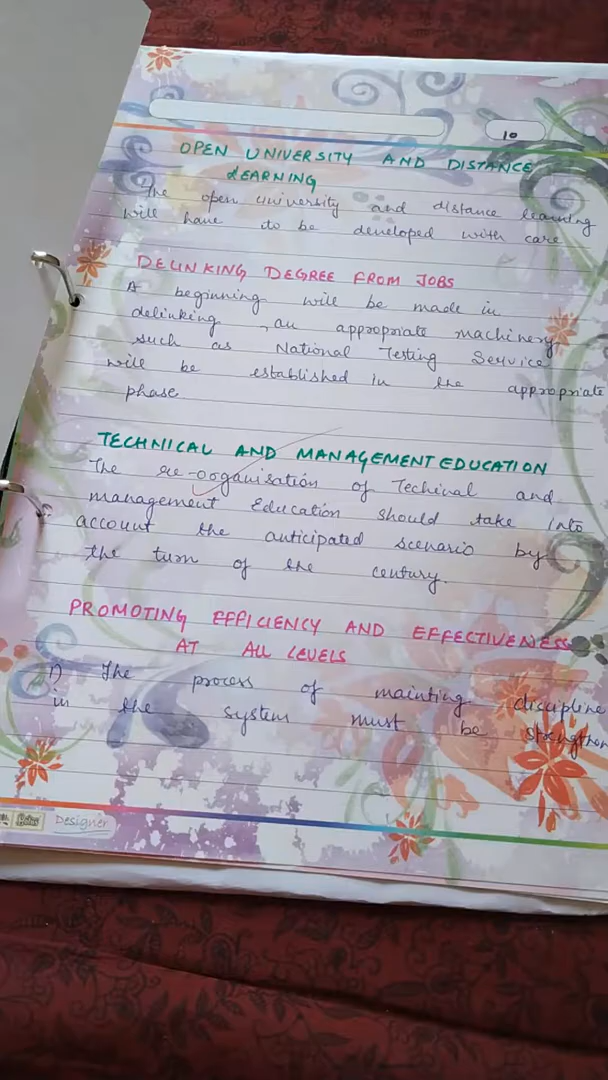 10
OPEN UNIVERSITY AND DISTANCE
LEARNING
The open university and distance learning
will have to be developed with care
DELINKING DEGREE FROM JOBS
A beginning will be made in
delinking, an appropriate machinery
such as National Testing Service
will be established in the appropriate
phase
TECHNICAL AND MANAGEMENT EDUCATION
The re-oorganisation of Techinal and
management Education should take into
account the anticipated scenario by
the turn of the century.
PROMOTING EFFICIENCY AND EFFECTIVENESS
AT ALL LEVELS
1) The process of mainting discipline
in the system must be strengthen
Designer